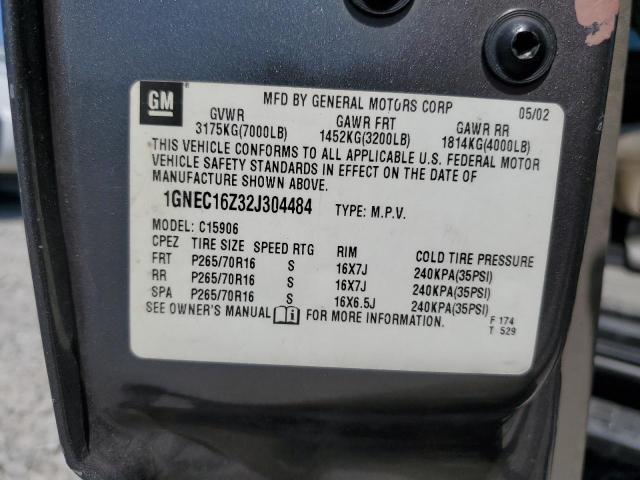 GM
MFD BY GENERAL MOTORS CORP 05/02
GVWR GAWR FRT GAWR RR
3175KG(7000LB) 1452KG(3200LB) 1814KG(4000LB)
THIS VEHICLE CONFORMS TO ALL APPLICABLE U.S. FEDERAL MOTOR
VEHICLE SAFETY STANDARDS IN EFFECT ON THE DATE OF
MANUFACTURE SHOWN ABOVE.
1GNEC16Z32J304484 TYPE: M.P.V.
MODEL: C15906
CPEZ TIRE SIZE SPEED RTG RIM COLD TIRE PRESSURE
FRT P265/70R16 S 16X7J 240KPA(35PSI)
RR P265/70R16 S 16X7J 240KPA(35PSI)
SPA P265/70R16 S 16X6.5J 240KPA(35PSI)
SEE OWNER'S MANUAL FOR MORE INFORMATION.
F 174
T 529